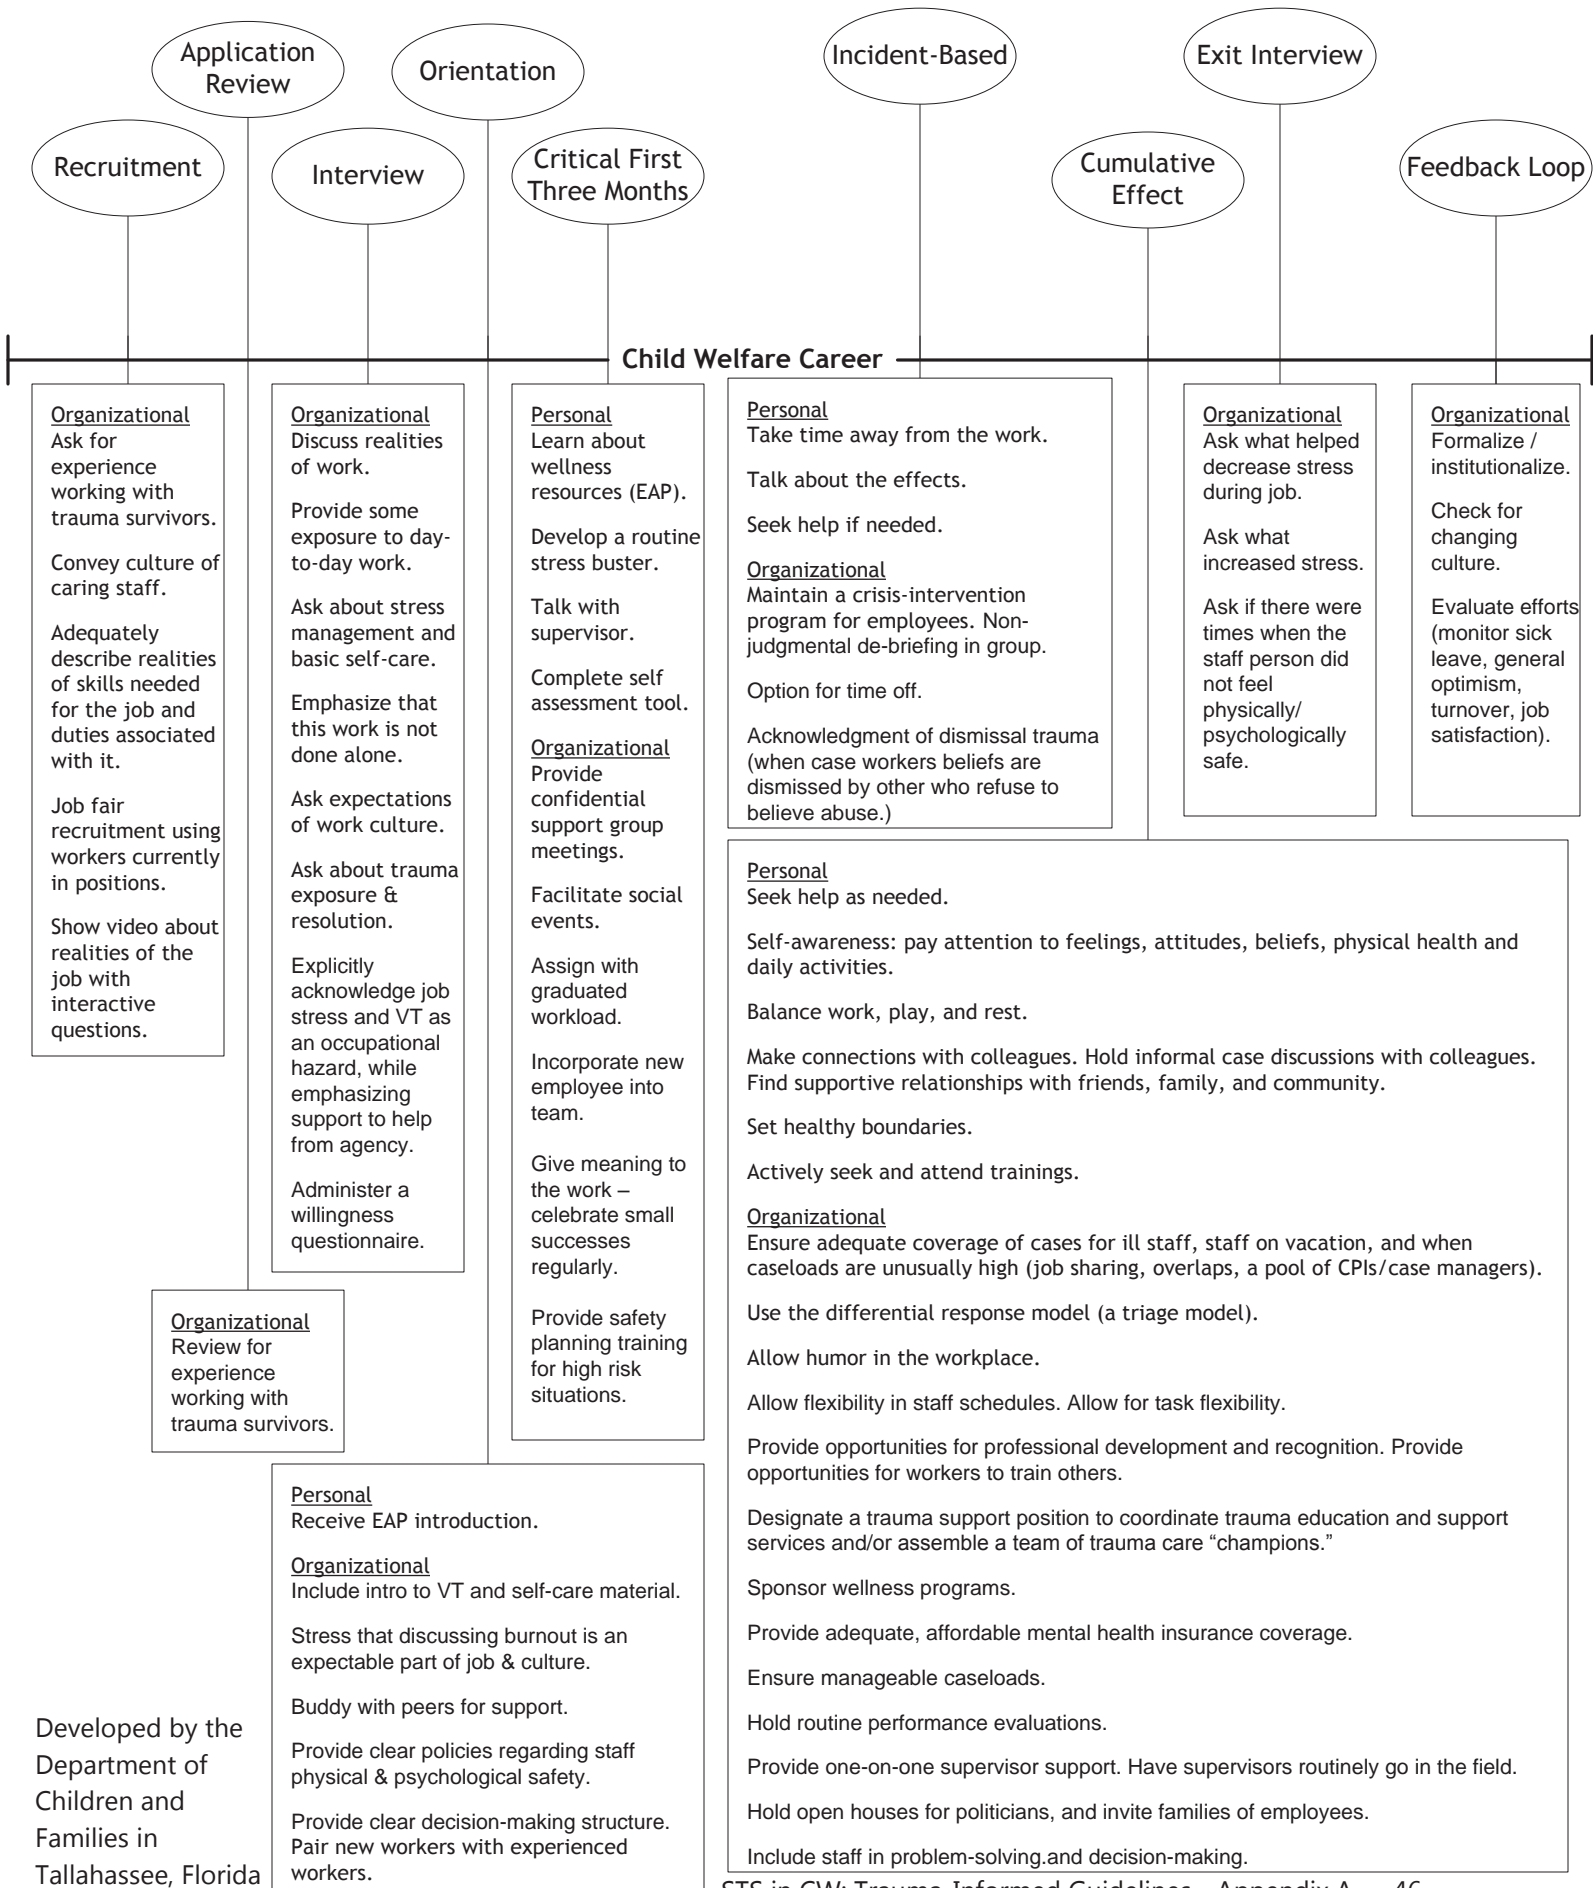 Application
Review
Orientation
Incident-Based
Exit Interview
Recruitment
Interview
Critical First
Three Months
Cumulative
Effect
Feedback Loop
Child Welfare Career
Organizational
Ask for
experience
working with
trauma survivors.
Convey culture of
caring staff.
Adequately
describe realities
of skills needed
for the job and
duties associated
with it.
Job fair
recruitment using
workers currently
in positions.
Show video about
realities of the
job with
interactive
questions.
Organizational
Review for
experience
working with
trauma survivors.
Organizational
Discuss realities
of work.
Provide some
exposure to day-
to-day work.
Ask about stress
management and
basic self-care.
Emphasize that
this work is not
done alone.
Ask expectations
of work culture.
Ask about trauma
exposure &
resolution.
Explicitly
acknowledge job
stress and VT as
an occupational
hazard, while
emphasizing
support to help
from agency.
Administer a
willingness
questionnaire.
Personal
Receive EAP introduction.
Organizational
Include intro to VT and self-care material.
Stress that discussing burnout is an
expectable part of job & culture.
Buddy with peers for support.
Provide clear policies regarding staff
physical & psychological safety.
Provide clear decision-making structure.
Pair new workers with experienced
workers.
Personal
Learn about
wellness
resources (EAP).
Develop a routine
stress buster.
Talk with
supervisor.
Complete self
assessment tool.
Organizational
Provide
confidential
support group
meetings.
Facilitate social
events.
Assign with
graduated
workload.
Incorporate new
employee into
team.
Give meaning to
the work –
celebrate small
successes
regularly.
Provide safety
planning training
for high risk
situations.
Personal
Take time away from the work.
Talk about the effects.
Seek help if needed.
Organizational
Maintain a crisis-intervention
program for employees. Non-
judgmental de-briefing in group.
Option for time off.
Acknowledgment of dismissal trauma
(when case workers beliefs are
dismissed by other who refuse to
believe abuse.)
Personal
Seek help as needed.
Self-awareness: pay attention to feelings, attitudes, beliefs, physical health and
daily activities.
Balance work, play, and rest.
Make connections with colleagues. Hold informal case discussions with colleagues.
Find supportive relationships with friends, family, and community.
Set healthy boundaries.
Actively seek and attend trainings.
Organizational
Ensure adequate coverage of cases for ill staff, staff on vacation, and when
caseloads are unusually high (job sharing, overlaps, a pool of CPIs/case managers).
Use the differential response model (a triage model).
Allow humor in the workplace.
Allow flexibility in staff schedules. Allow for task flexibility.
Provide opportunities for professional development and recognition. Provide
opportunities for workers to train others.
Designate a trauma support position to coordinate trauma education and support
services and/or assemble a team of trauma care “champions.”
Sponsor wellness programs.
Provide adequate, affordable mental health insurance coverage.
Ensure manageable caseloads.
Hold routine performance evaluations.
Provide one-on-one supervisor support. Have supervisors routinely go in the field.
Hold open houses for politicians, and invite families of employees.
Include staff in problem-solving.and decision-making.
Organizational
Ask what helped
decrease stress
during job.
Ask what
increased stress.
Ask if there were
times when the
staff person did
not feel
physically/
psychologically
safe.
Organizational
Formalize /
institutionalize.
Check for
changing
culture.
Evaluate efforts
(monitor sick
leave, general
optimism,
turnover, job
satisfaction).
Developed by the
Department of
Children and
Families in
Tallahassee, Florida
STS in CW: Trauma-Informed Guidelines - Appendix A 46